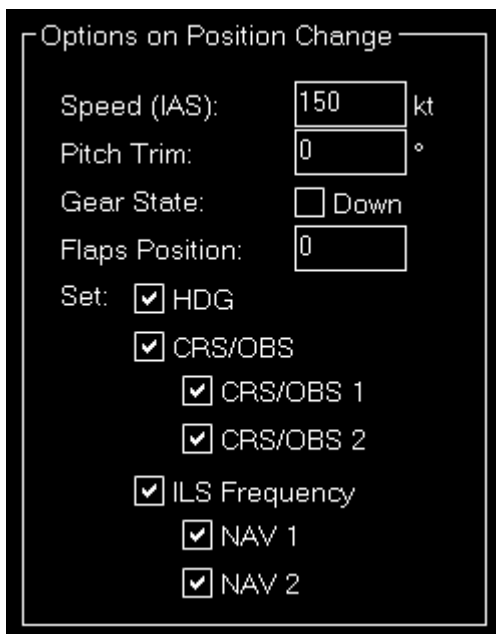 Options on Position Change
Speed (IAS): 150 kt
Pitch Trim: 0 °
Gear State: Down
Flaps Position: 0
Set: HDG
CRS/OBS
CRS/OBS 1
CRS/OBS 2
ILS Frequency
NAV 1
NAV 2